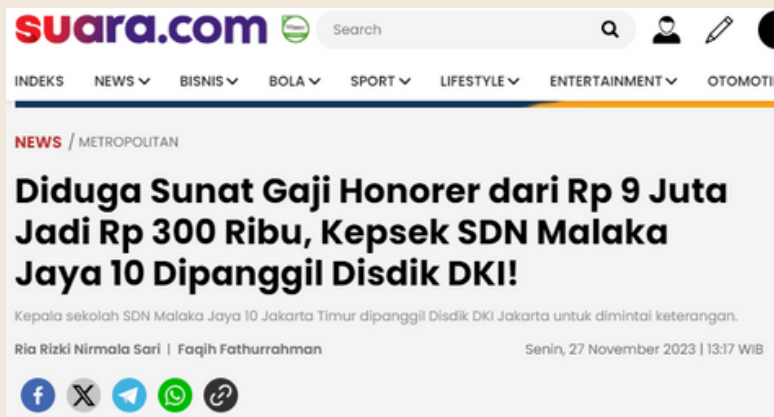 suara.com
Search
INDEKS NEWS BISNIS BOLA SPORT LIFESTYLE ENTERTAINMENT
NEWS / METROPOLITAN
Diduga Sunat Gaji Honorer dari Rp 9 Juta
Jadi Rp 300 Ribu, Kepsek SDN Malaka
Jaya 10 Dipanggil Disdik DKI!
Kepala sekolah SDN Malaka Jaya 10 Jakarta Timur dipanggil Disdik DKI Jakarta untuk dimintai keterangan.
Ria Rizki Nirmala Sari | Faqih Fathurrahman Senin, 27 November 2023 | 13:17 WIB